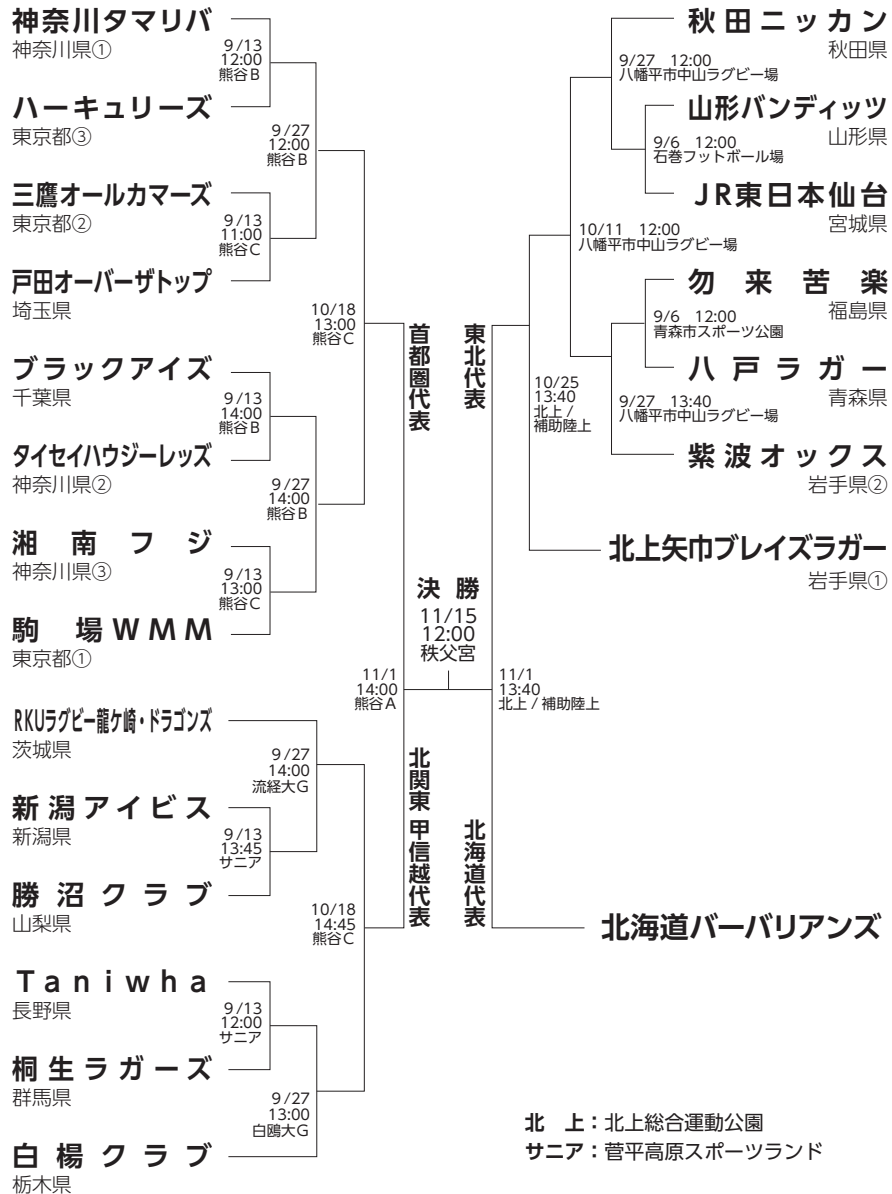 神奈川タマリバ
神奈川県①
9/13
12:00
熊谷B
ハーキュリーズ
東京都③
9/27
12:00
熊谷B
三鷹オールカマーズ
東京都②
9/13
11:00
熊谷C
戸田オーバーザトップ
埼玉県
10/18
13:00
熊谷C
ブラックアイズ
千葉県
9/13
14:00
熊谷B
タイセイハウジーレッズ
神奈川県②
9/27
14:00
熊谷B
湘南フジ
神奈川県③
9/13
13:00
熊谷C
駒場WMM
東京都①
首都圏代表
11/1
14:00
熊谷A
RKUラグビー龍ケ崎・ドラゴンズ
茨城県
9/27
14:00
流経大G
新潟アイビス
新潟県
9/13
13:45
サニア
勝沼クラブ
山梨県
10/18
14:45
熊谷C
Taniwha
長野県
9/13
12:00
サニア
桐生ラガーズ
群馬県
9/27
13:00
白鴎大G
白楊クラブ
栃木県
北関東 甲信越代表
決勝
11/15
12:00
秩父宮
東北代表
秋田ニッカン
秋田県
9/27 12:00
八幡平市中山ラグビー場
山形バンディッツ
山形県
9/6 12:00
石巻フットボール場
JR東日本仙台
宮城県
10/11 12:00
八幡平市中山ラグビー場
勿来苦楽
福島県
9/6 12:00
青森市スポーツ公園
八戸ラガー
青森県
9/27 13:40
八幡平市中山ラグビー場
紫波オックス
岩手県②
10/25
13:40
北上 /
補助陸上
北上矢巾ブレイズラガー
岩手県①
11/1
13:40
北上 / 補助陸上
北海道代表
北海道バーバリアンズ
北 上：北上総合運動公園
サニア：菅平高原スポーツランド